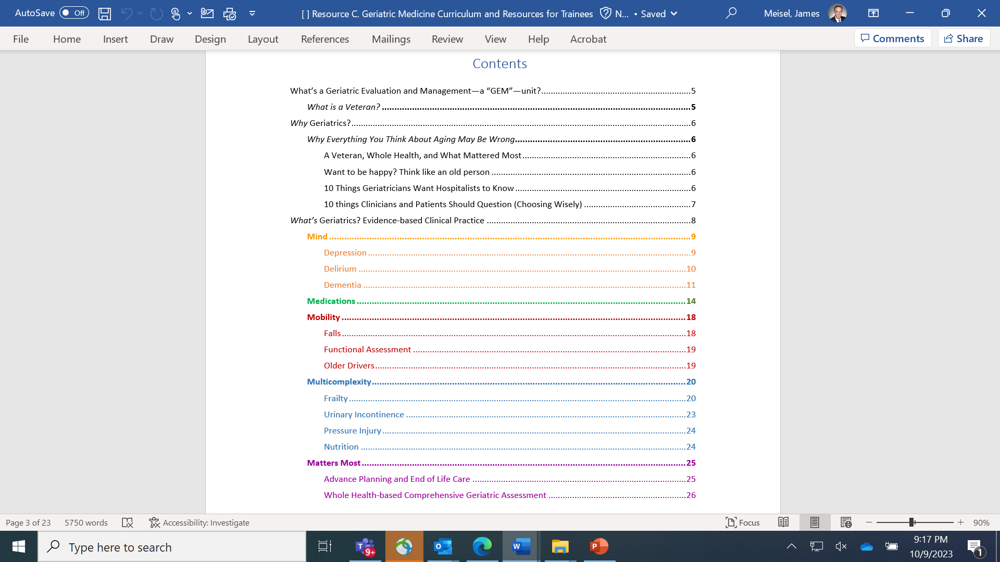 AutoSave Off [ ] Resource C. Geriatric Medicine Curriculum and Resources for Trainees N... • Saved Meisel, James
File Home Insert Draw Design Layout References Mailings Review View Help Acrobat Comments Share
Contents
What's a Geriatric Evaluation and Management—a “GEM”—unit?...............................................................5
What is a Veteran? ...............................................................5
Why Geriatrics?...............................................................6
Why Everything You Think About Aging May Be Wrong...............................................................6
A Veteran, Whole Health, and What Mattered Most...............................................................6
Want to be happy? Think like an old person ...............................................................6
10 Things Geriatricians Want Hospitalists to Know...............................................................6
10 things Clinicians and Patients Should Question (Choosing Wisely) ...............................................................7
What's Geriatrics? Evidence-based Clinical Practice ...............................................................8
Mind ...............................................................9
Depression ...............................................................9
Delirium ...............................................................10
Dementia ...............................................................11
Medications ...............................................................14
Mobility ...............................................................18
Falls ...............................................................18
Functional Assessment ...............................................................19
Older Drivers...............................................................19
Multicomplexity...............................................................20
Frailty ...............................................................20
Urinary Incontinence ...............................................................23
Pressure Injury ...............................................................24
Nutrition ...............................................................24
Matters Most ...............................................................25
Advance Planning and End of Life Care ...............................................................25
Whole Health-based Comprehensive Geriatric Assessment ...............................................................26
Page 3 of 23 5750 words Accessibility: Investigate Focus 90%
Type here to search T 9+ O W P 9:17 PM
10/9/2023 1